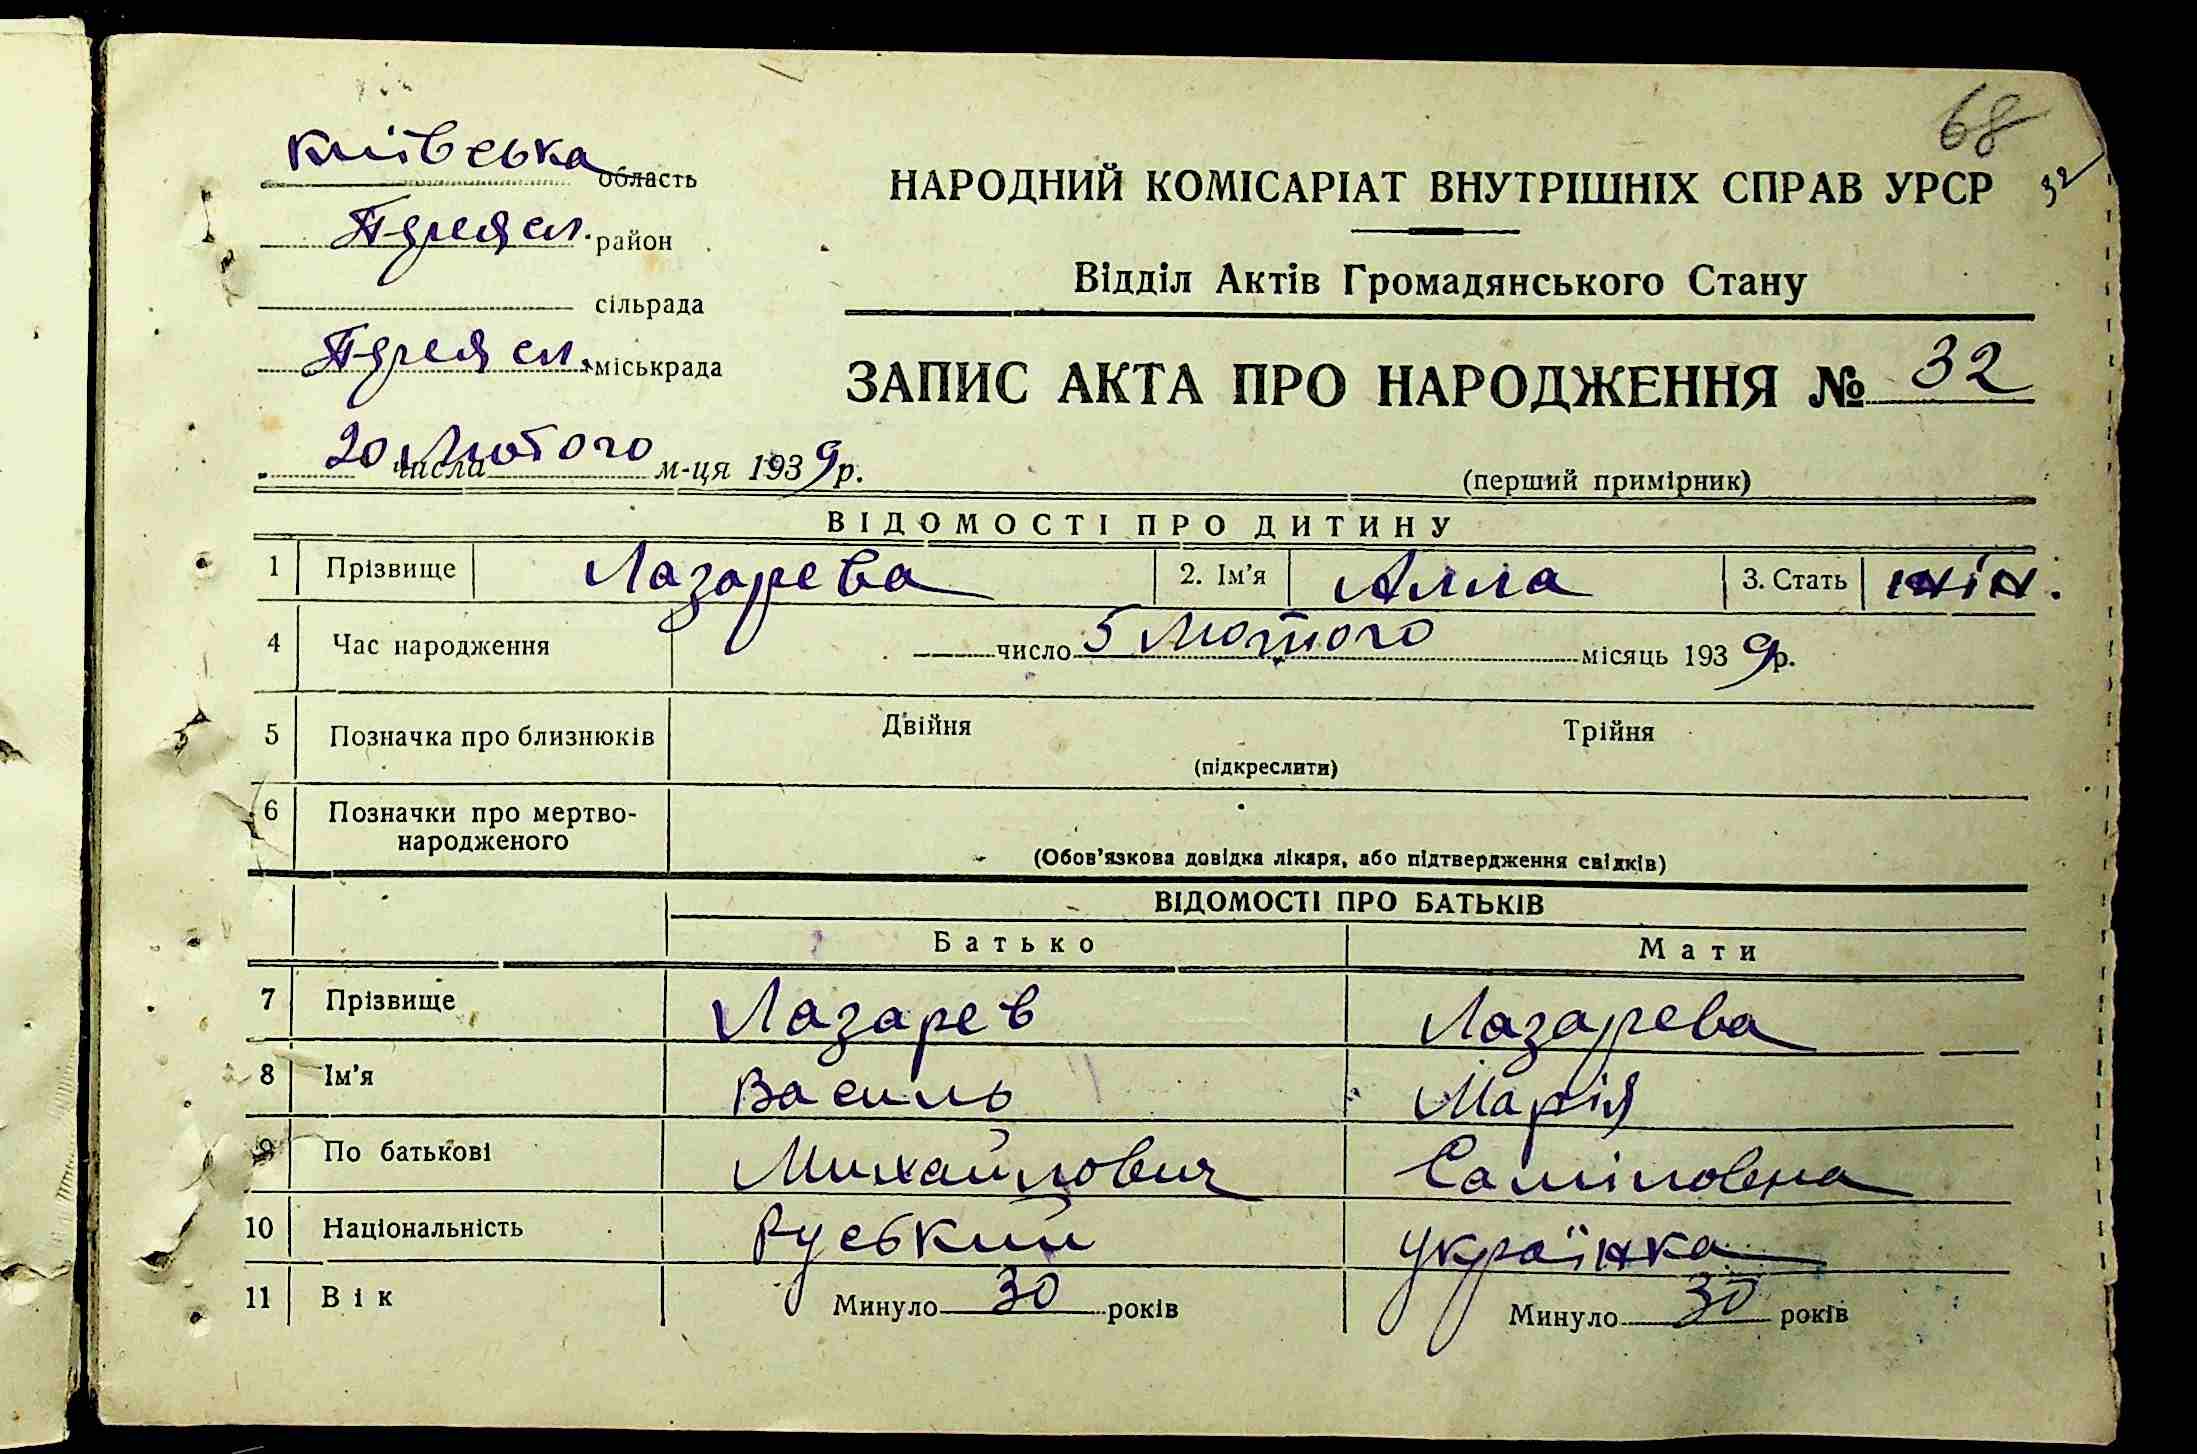 68
Київська область
район
сільрада
міськрада
20 числа Лютого м-ця 1939 р.
НАРОДНИЙ КОМІСАРІАТ ВНУТРІШНІХ СПРАВ УРСР 32
Відділ Актів Громадянського Стану
ЗАПИС АКТА ПРО НАРОДЖЕННЯ № 32
(перший примірник)
ВІДОМОСТІ ПРО ДИТИНУ
1 Прізвище Лазарева 2. Ім'я Алла 3. Стать жін.
4 Час народження число 5 Лютого місяць 1939 р.
5 Позначка про близнюків Двійня Трійня
(підкреслити)
6 Позначки про мертво-
народженого
(Обов'язкова довідка лікаря, або підтвердження свідків)
ВІДОМОСТІ ПРО БАТЬКІВ
Батько Мати
7 Прізвище Лазарев Лазарева
8 Ім'я Василь Марія
9 По батькові Михайлович
10 Національність Руський Українка
11 Вік Минуло 30 років Минуло 30 років